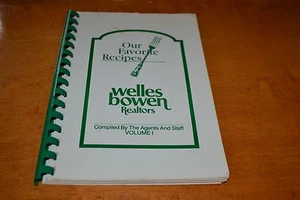 Our
Favorite
Recipes
welles
bowen
Realtors
Compiled By The Agents And Staff
VOLUME I